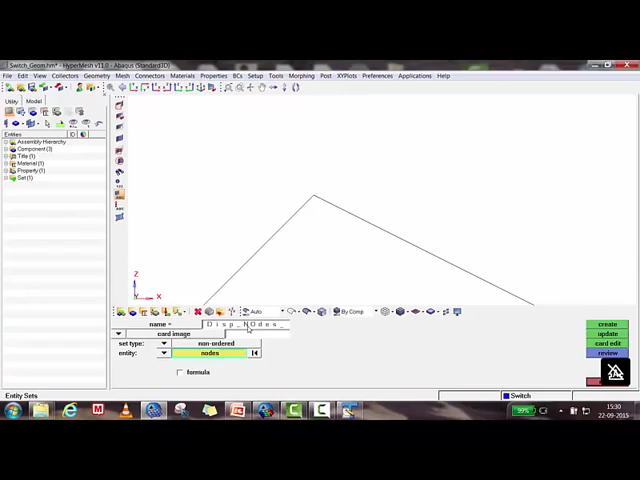 Switch_Geom.hm* - HyperMesh v11.0 - Abaqus (Standard3D)
File Edit View Collectors Geometry Mesh Connectors Materials Properties BCs Setup Tools Morphing Post XYPlots Preferences Applications Help
Utility Model
Entities ID
Assembly Hierarchy
Component (3)
Title (1)
Material (1)
Property (1)
Set (1)
Z
Y X
Auto By Comp
name = Disp_NOdes_
card image
set type: non-ordered
entity: nodes
formula
create
update
card edit
review
Entity Sets Switch
99% 15:30
22-09-2015